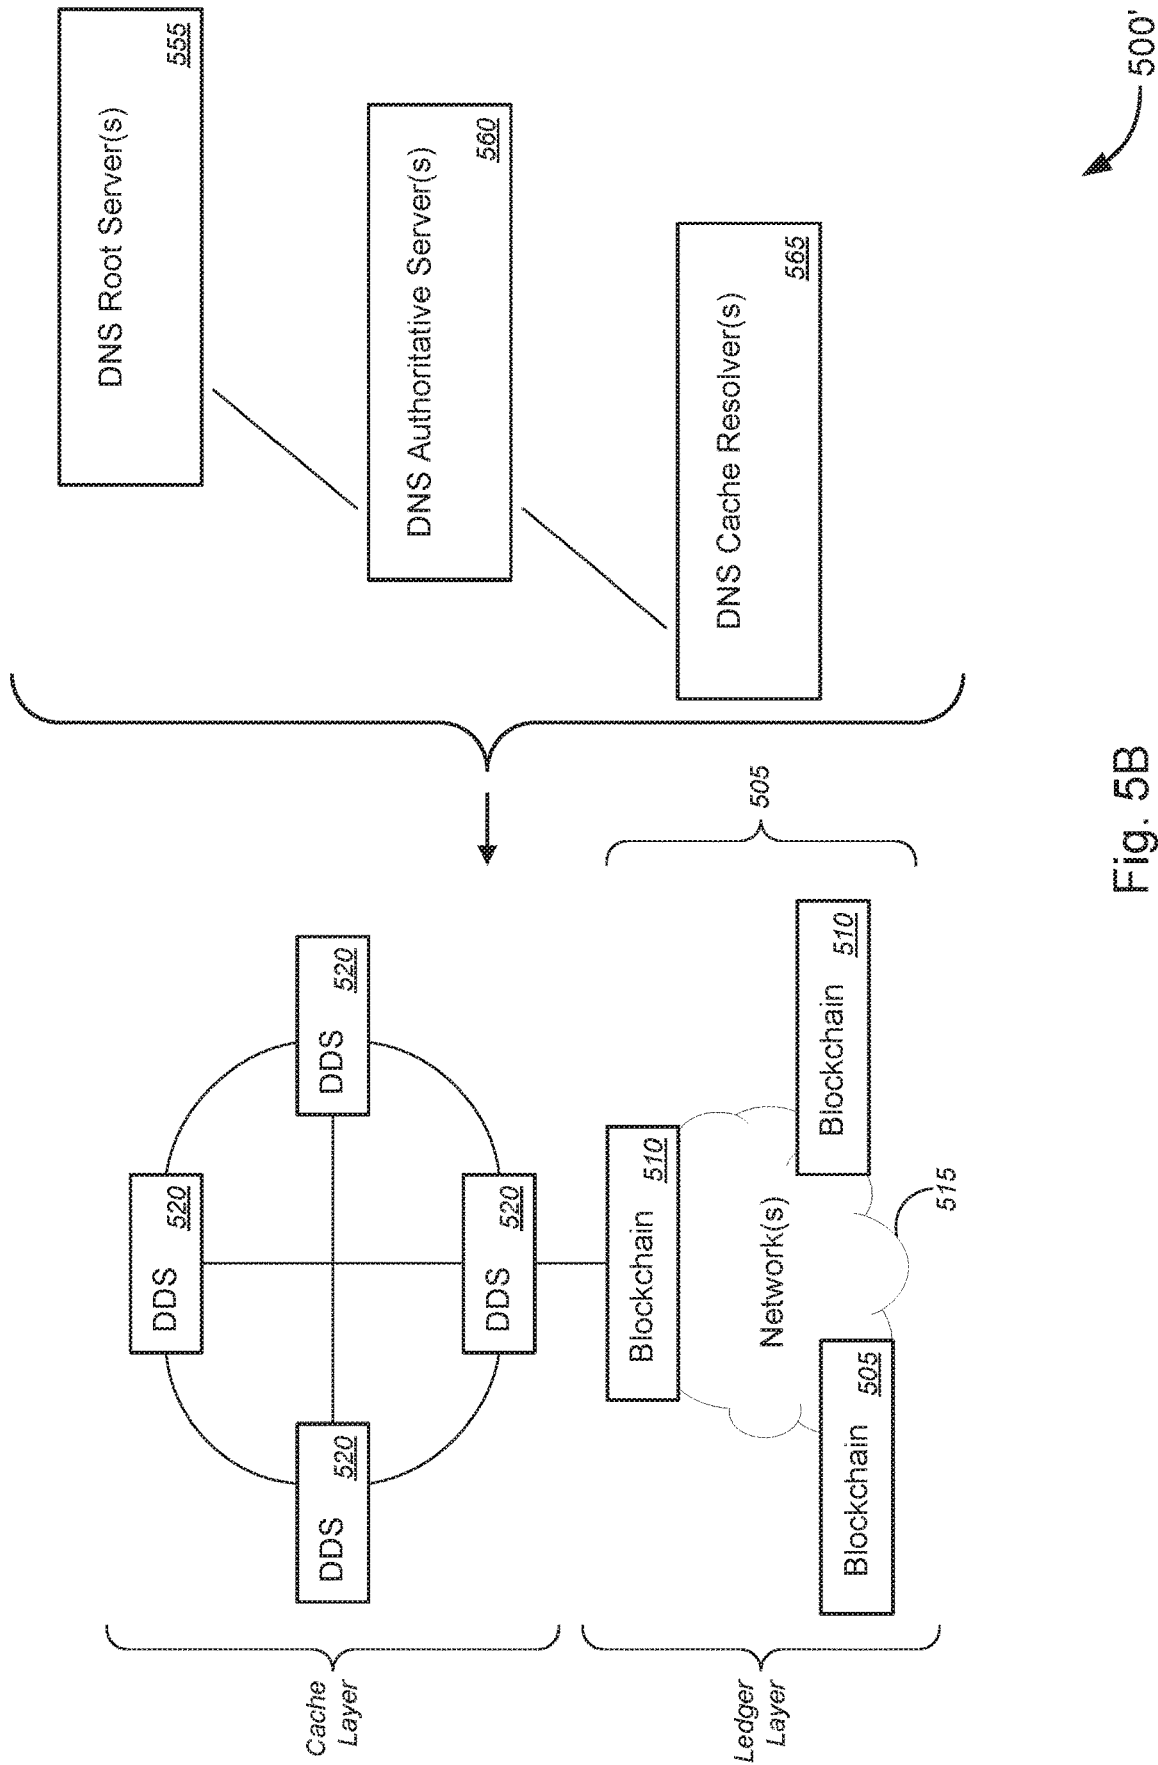 Cache
Layer
DDS
520
DDS
520
DDS
520
DDS
520
Ledger
Layer
Blockchain
510
Network(s)
Blockchain
505
Blockchain
510
515
505
DNS Root Server(s)
555
DNS Authoritative Server(s)
560
DNS Cache Resolver(s)
565
500'
Fig. 5B